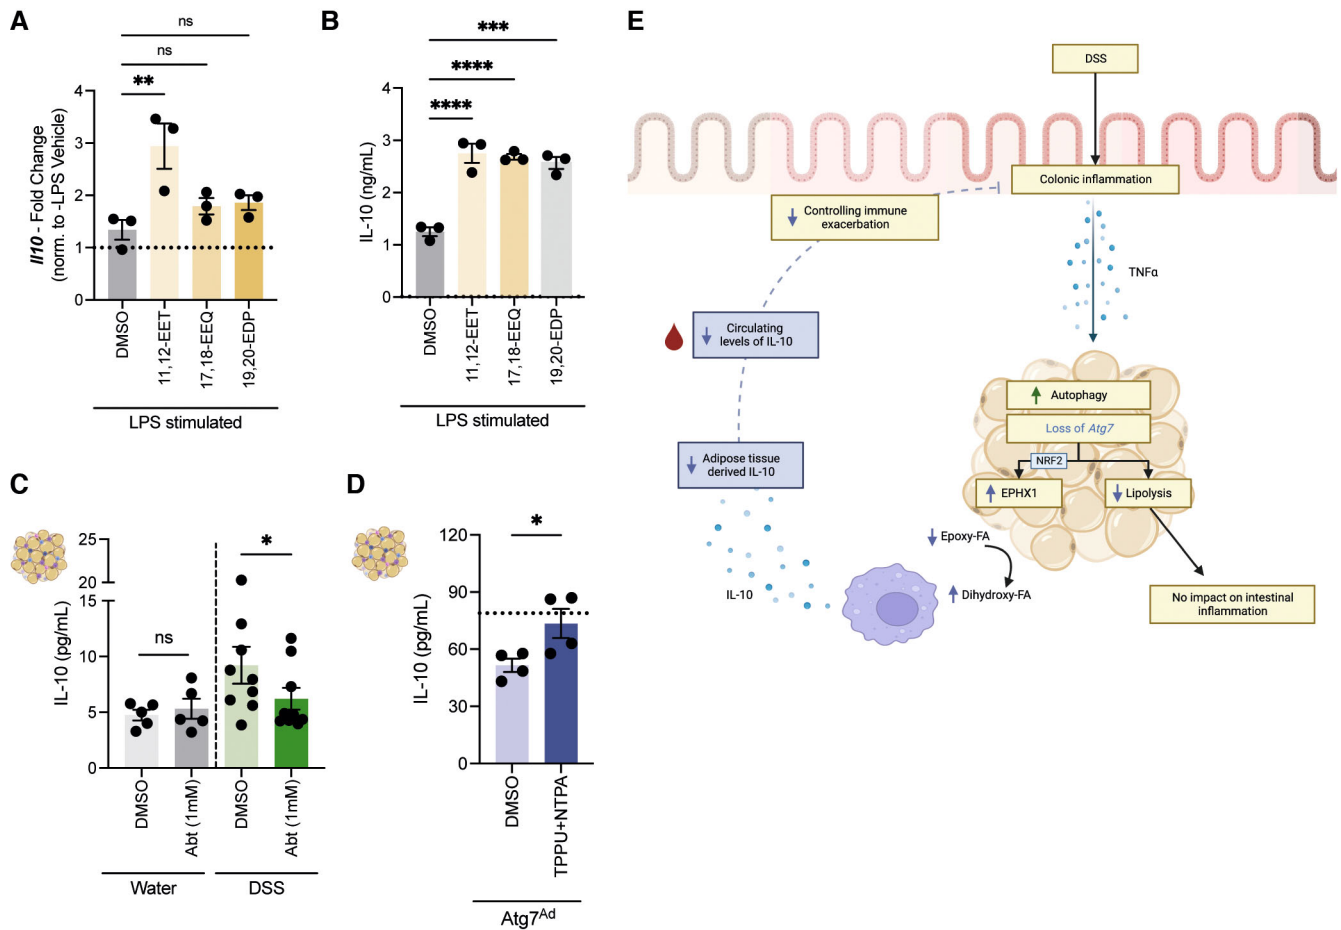 A
ns
ns
**
Il10 - Fold Change
(norm. to -LPS Vehicle)
4
3
2
1
0
DMSO
11,12-EET
17,18-EEQ
19,20-EDP
LPS stimulated
B
***
****
****
IL-10 (ng/mL)
4
3
2
1
0
DMSO
11,12-EET
17,18-EEQ
19,20-EDP
LPS stimulated
C
IL-10 (pg/mL)
25
20
15
10
5
0
ns
*
DMSO
Abt (1mM)
DMSO
Abt (1mM)
Water
DSS
D
IL-10 (pg/mL)
120
90
60
30
0
*
DMSO
TPPU+NTPA
Atg7Ad
E
DSS
Colonic inflammation
Controlling immune
exacerbation
TNFα
Circulating
levels of IL-10
Autophagy
Loss of Atg7
NRF2
EPHX1
Lipolysis
Adipose tissue
derived IL-10
Epoxy-FA
Dihydroxy-FA
IL-10
No impact on intestinal
inflammation